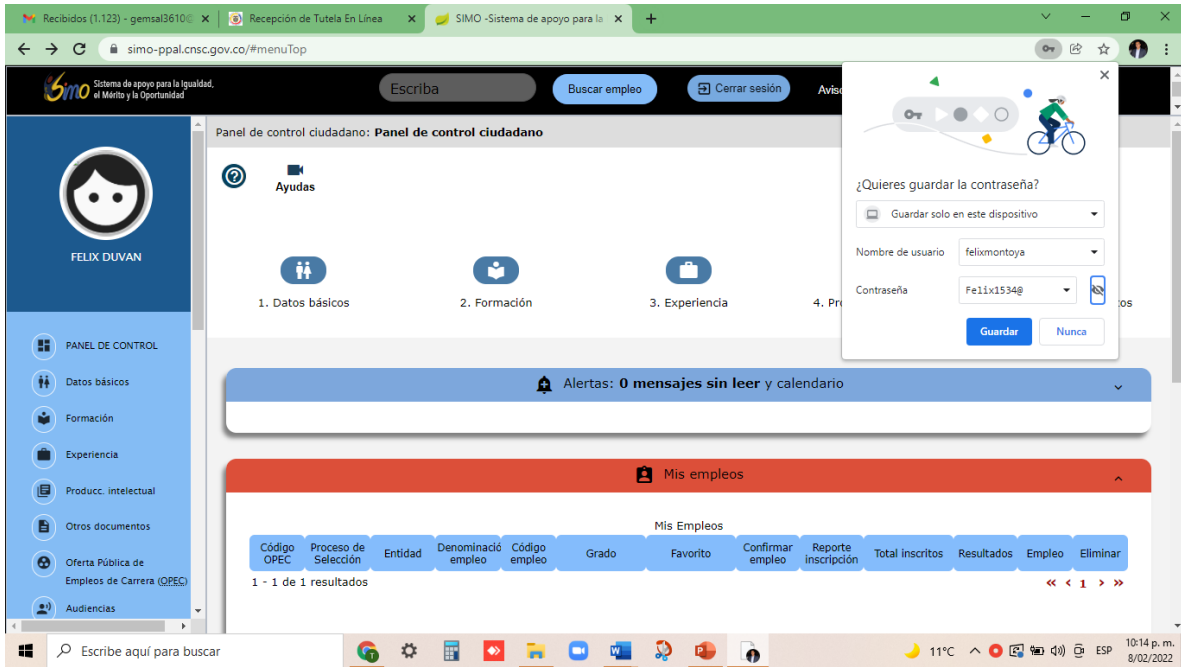 Recibidos (1.123) - gemsal3610@
Recepción de Tutela En Línea
SIMO -Sistema de apoyo para la
simo-ppal.cnsc.gov.co/#menuTop
Simo
Sistema de apoyo para la Igualdad,
el Mérito y la Oportunidad
Escriba
Buscar empleo
Cerrar sesión
FELIX DUVAN
PANEL DE CONTROL
Datos básicos
Formación
Experiencia
Producc. intelectual
Otros documentos
Oferta Pública de
Empleos de Carrera (OPEC)
Audiencias
Panel de control ciudadano: Panel de control ciudadano
Ayudas
1. Datos básicos
2. Formación
3. Experiencia
¿Quieres guardar la contraseña?
Guardar solo en este dispositivo
Nombre de usuario
felixmontoya
Contraseña
Felix1534@
Guardar
Nunca
Alertas: 0 mensajes sin leer y calendario
Mis empleos
Mis Empleos
Código OPEC
Proceso de Selección
Entidad
Denominació empleo
Código empleo
Grado
Favorito
Confirmar empleo
Reporte inscripción
Total inscritos
Resultados
Empleo
Eliminar
1 - 1 de 1 resultados
« ‹ 1 › »
Escribe aquí para buscar
11°C
ESP
10:14 p. m.
8/02/2022